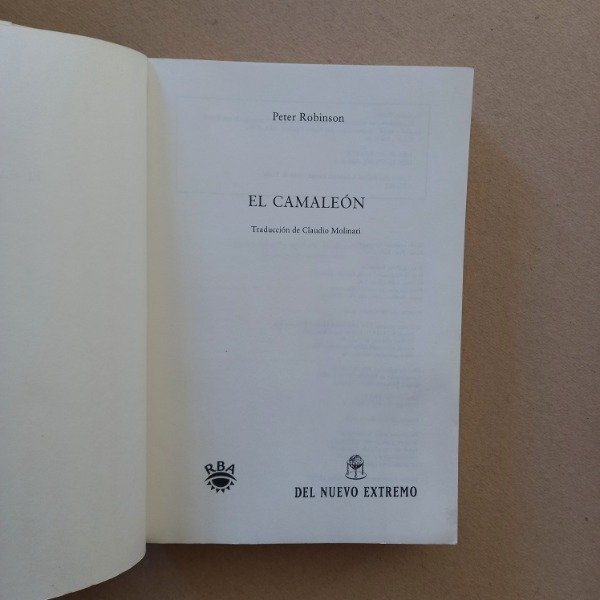 Peter Robinson
EL CAMALEÓN
Traducción de Claudio Molinari
RBA
DEL NUEVO EXTREMO